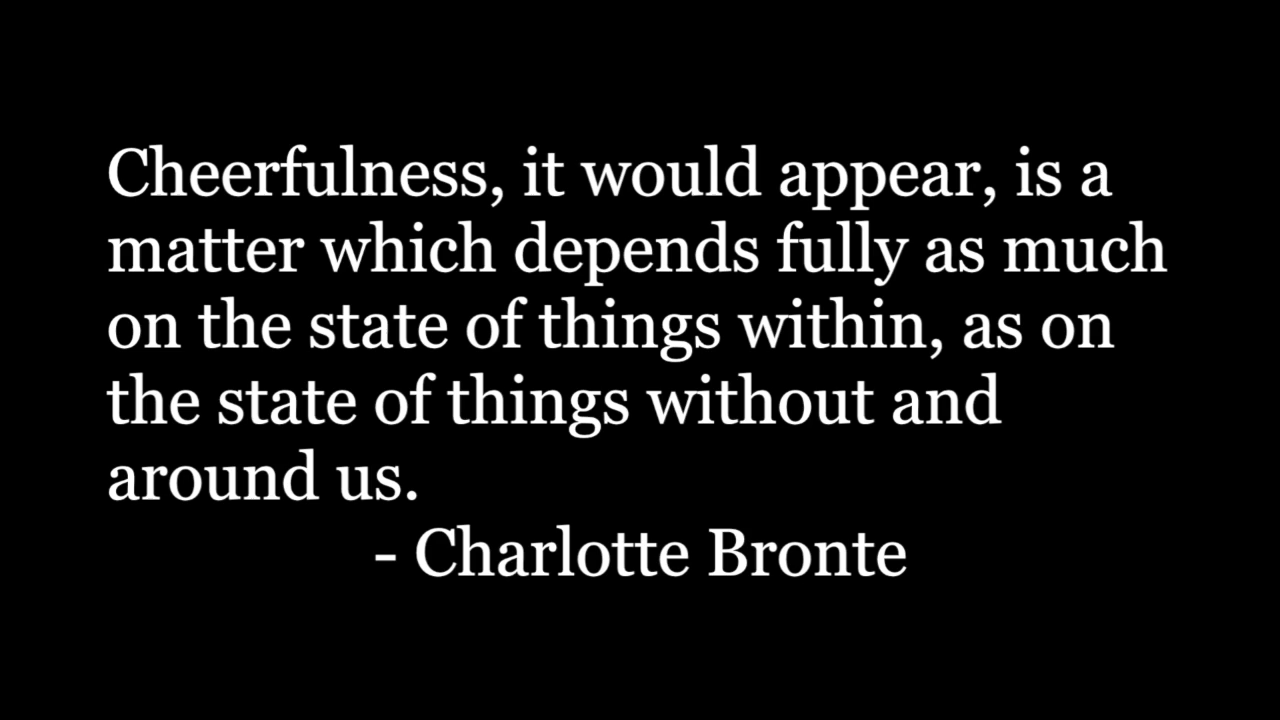 Cheerfulness, it would appear, is a
matter which depends fully as much
on the state of things within, as on
the state of things without and
around us.
- Charlotte Bronte